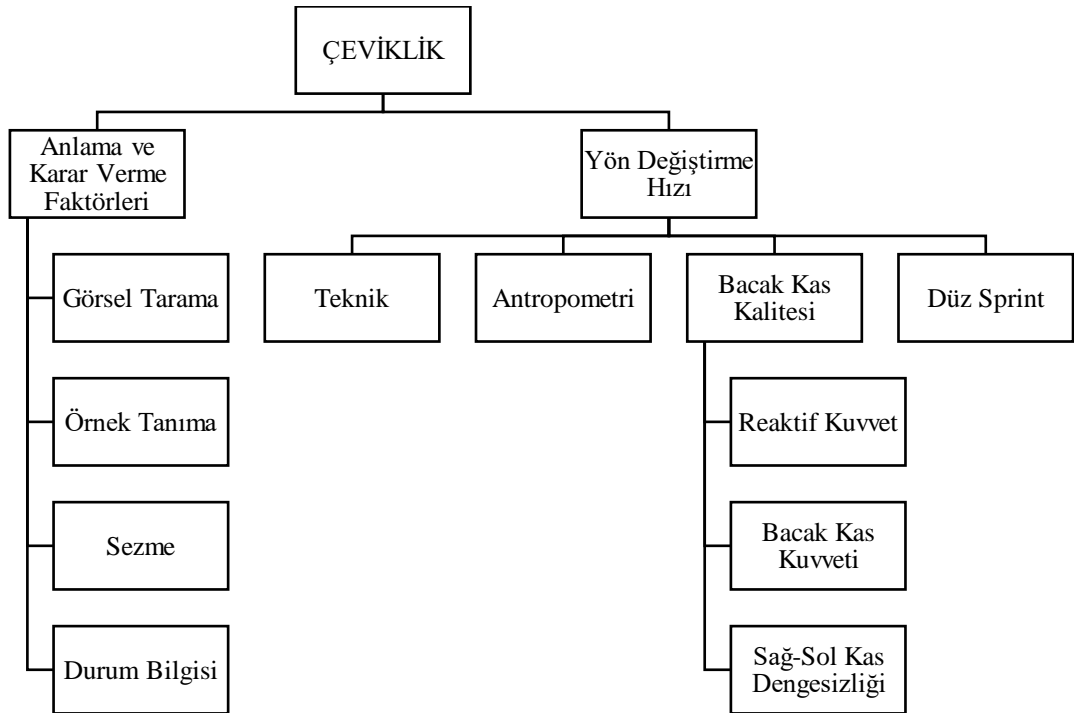 ÇEVİKLİK
Anlama ve
Karar Verme
Faktörleri
Yön Değiştirme
Hızı
Görsel Tarama
Örnek Tanıma
Sezme
Durum Bilgisi
Teknik
Antropometri
Bacak Kas
Kalitesi
Düz Sprint
Reaktif Kuvvet
Bacak Kas
Kuvveti
Sağ-Sol Kas
Dengesizliği